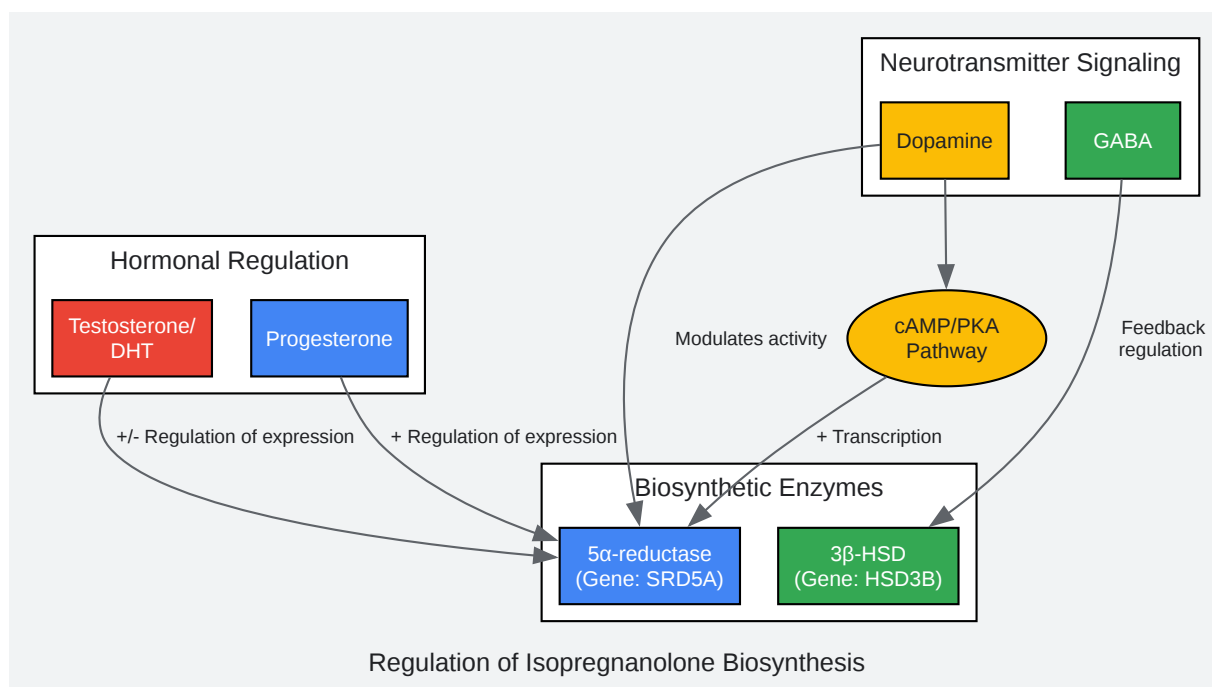 Neurotransmitter Signaling
Dopamine
GABA
Hormonal Regulation
Testosterone/
DHT
Progesterone
cAMP/PKA
Pathway
Modulates activity
Feedback
regulation
+/- Regulation of expression
+ Regulation of expression
+ Transcription
Biosynthetic Enzymes
5α-reductase
(Gene: SRD5A)
3β-HSD
(Gene: HSD3B)
Regulation of Isopregnanolone Biosynthesis